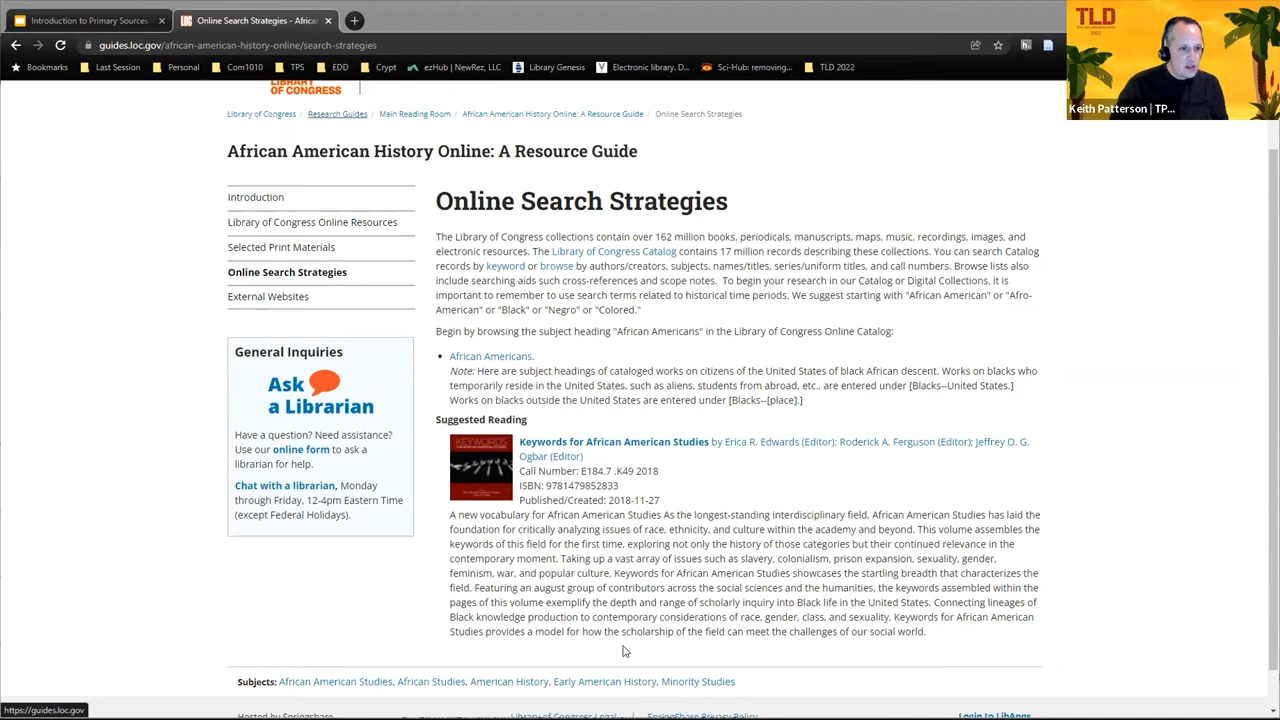 Introduction to Primary Sources
Online Search Strategies - Africa
guides.loc.gov/african-american-history-online/search-strategies
Bookmarks Last Session Personal Com1010 TPS EDD Crypt ezHub | NewRez, LLC Library Genesis Electronic library. D... Sci-Hub: removing... TLD 2022
TLD
2022
Keith Patterson | TP...
LIBRARY OF CONGRESS
Library of Congress / Research Guides / Main Reading Room / African American History Online: A Resource Guide / Online Search Strategies
African American History Online: A Resource Guide
Introduction
Library of Congress Online Resources
Selected Print Materials
Online Search Strategies
External Websites
General Inquiries
Ask
a Librarian
Have a question? Need assistance?
Use our online form to ask a
librarian for help.
Chat with a librarian, Monday
through Friday, 12-4pm Eastern Time
(except Federal Holidays).
Online Search Strategies
The Library of Congress collections contain over 162 million books, periodicals, manuscripts, maps, music, recordings, images, and
electronic resources. The Library of Congress Catalog contains 17 million records describing these collections. You can search Catalog
records by keyword or browse by authors/creators, subjects, names/titles, series/uniform titles, and call numbers. Browse lists also
include searching aids such cross-references and scope notes. To begin your research in our Catalog or Digital Collections, it is
important to remember to use search terms related to historical time periods. We suggest starting with "African American" or "Afro-
American" or "Black" or "Negro" or "Colored."
Begin by browsing the subject heading "African Americans" in the Library of Congress Online Catalog:
• African Americans.
Note: Here are subject headings of cataloged works on citizens of the United States of black African descent. Works on blacks who
temporarily reside in the United States, such as aliens, students from abroad, etc., are entered under [Blacks--United States.]
Works on blacks outside the United States are entered under [Blacks--[place].]
Suggested Reading
KEYWORDS
Keywords for African American Studies by Erica R. Edwards (Editor); Roderick A. Ferguson (Editor); Jeffrey O. G.
Ogbar (Editor)
Call Number: E184.7 .K49 2018
ISBN: 9781479852833
Published/Created: 2018-11-27
A new vocabulary for African American Studies As the longest-standing interdisciplinary field, African American Studies has laid the
foundation for critically analyzing issues of race, ethnicity, and culture within the academy and beyond. This volume assembles the
keywords of this field for the first time, exploring not only the history of those categories but their continued relevance in the
contemporary moment. Taking up a vast array of issues such as slavery, colonialism, prison expansion, sexuality, gender,
feminism, war, and popular culture, Keywords for African American Studies showcases the startling breadth that characterizes the
field. Featuring an august group of contributors across the social sciences and the humanities, the keywords assembled within the
pages of this volume exemplify the depth and range of scholarly inquiry into Black life in the United States. Connecting lineages of
Black knowledge production to contemporary considerations of race, gender, class, and sexuality, Keywords for African American
Studies provides a model for how the scholarship of the field can meet the challenges of our social world.
Subjects: African American Studies, African Studies, American History, Early American History, Minority Studies
https://guides.loc.gov
Hosted by Springshare Library of Congress Legal SpringShare Privacy Policy Login to LibApps